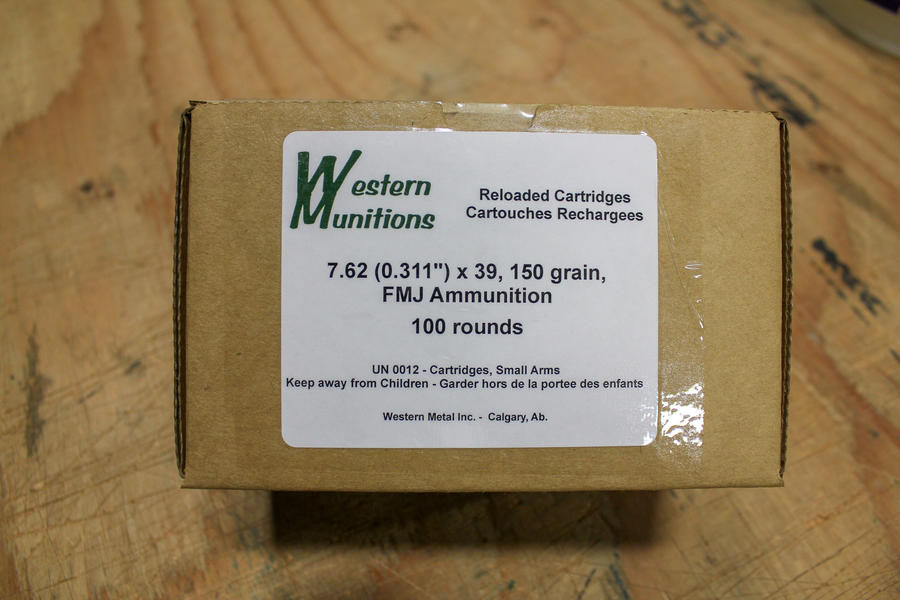 Western
Munitions
Reloaded Cartridges
Cartouches Rechargees
7.62 (0.311") x 39, 150 grain,
FMJ Ammunition
100 rounds
UN 0012 - Cartridges, Small Arms
Keep away from Children - Garder hors de la portee des enfants
Western Metal Inc. - Calgary, Ab.